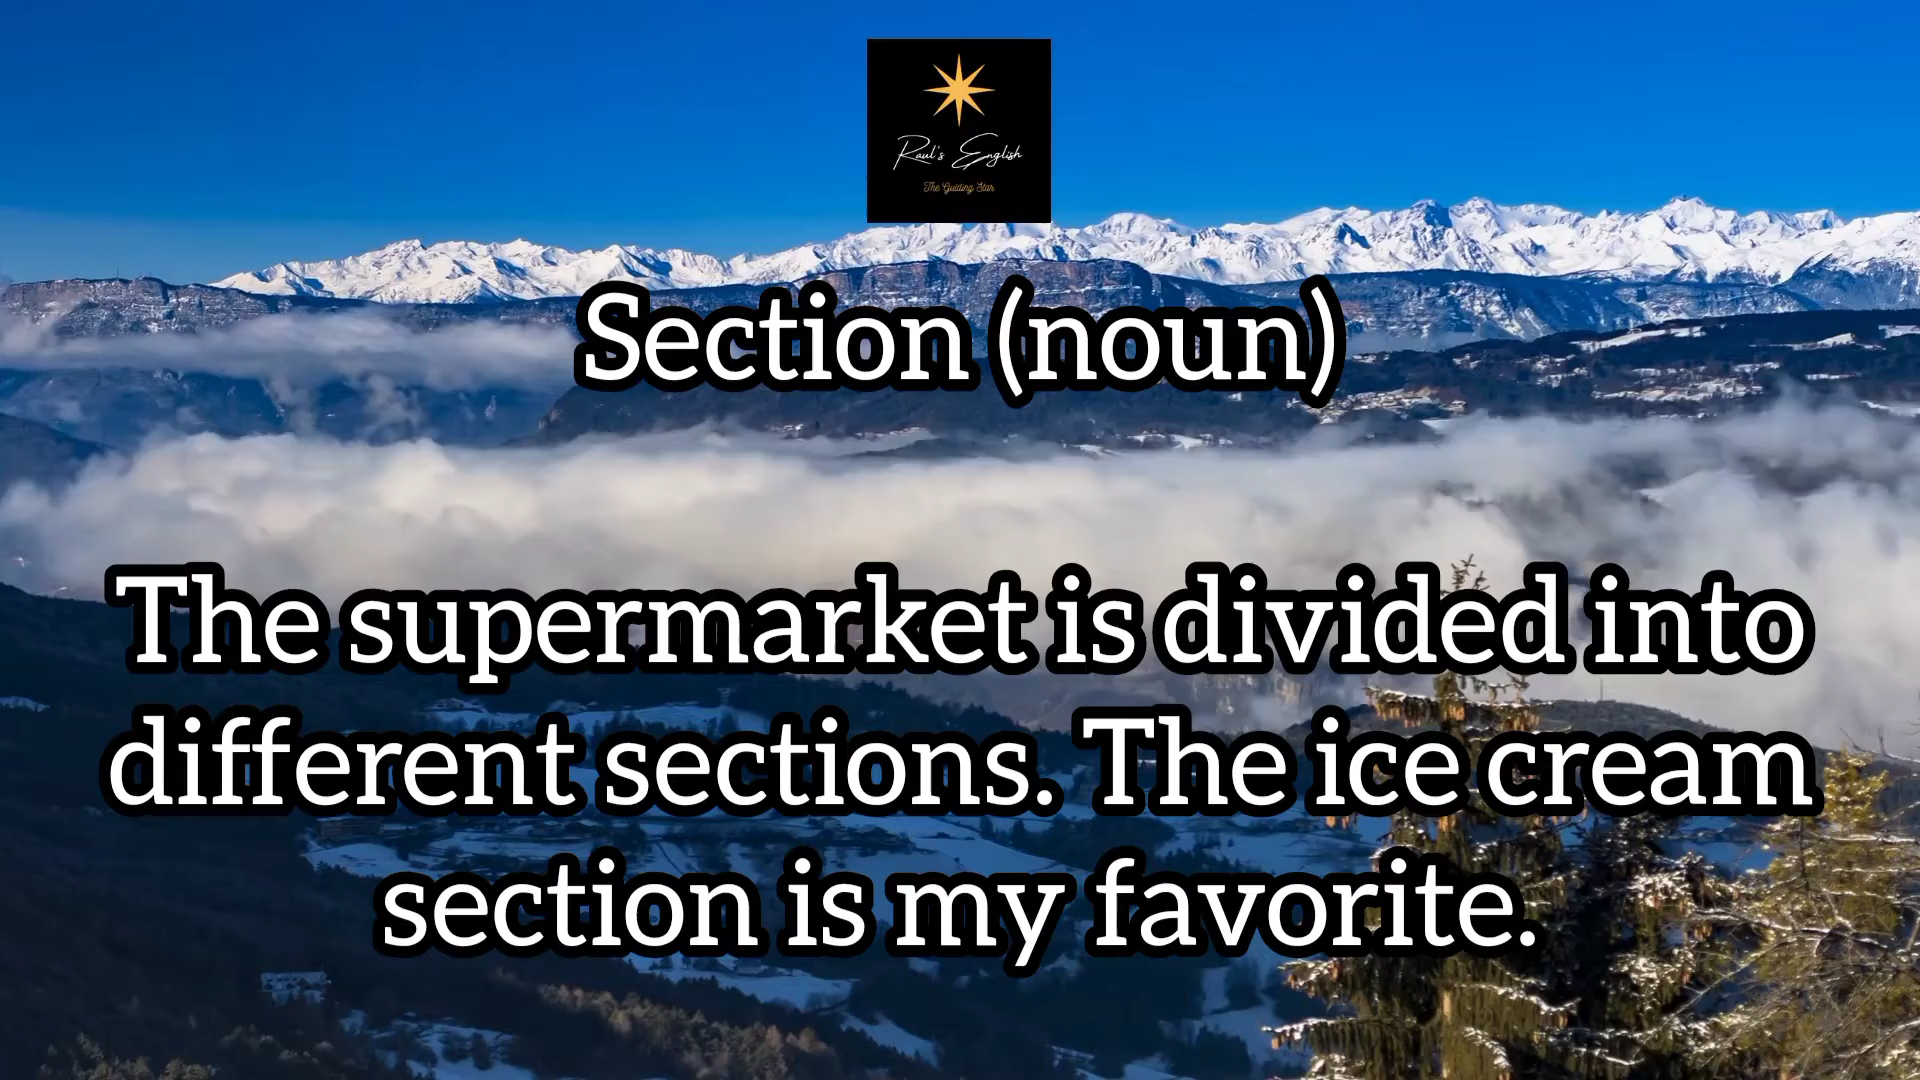 Raul's English
The Guiding Star
Section (noun)
The supermarket is divided into
different sections. The ice cream
section is my favorite.